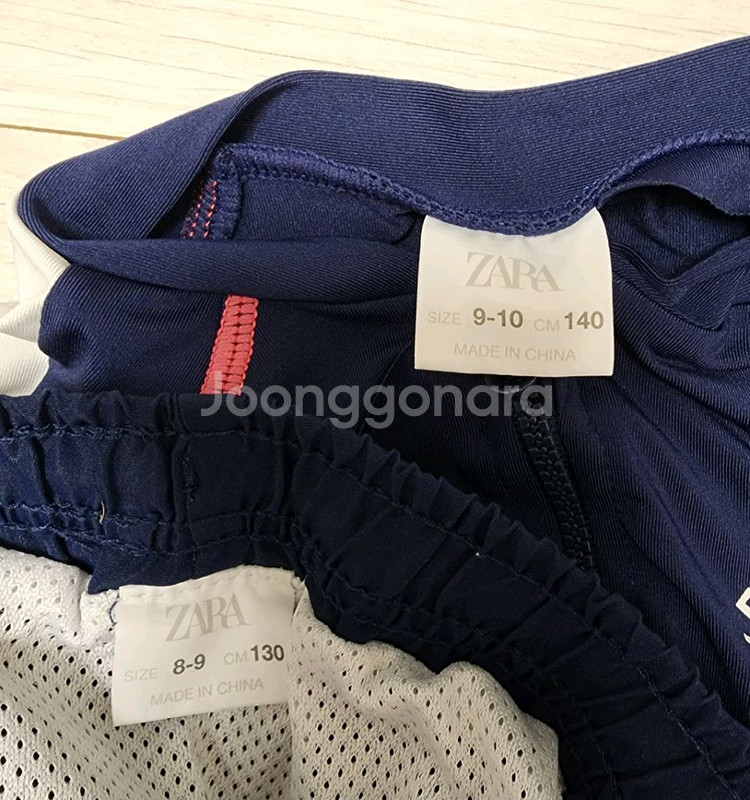 ZARA
SIZE 9-10 CM 140
MADE IN CHINA
Joonggonara
ZARA
SIZE 8-9 CM 130
MADE IN CHINA